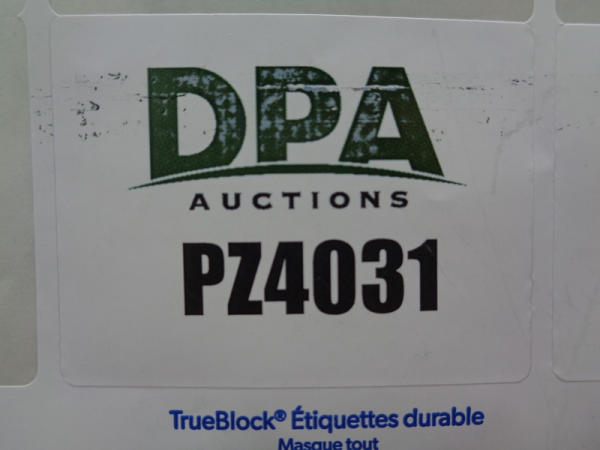 DPA
AUCTIONS
PZ4031
TrueBlock® Étiquettes durable
Masque tout